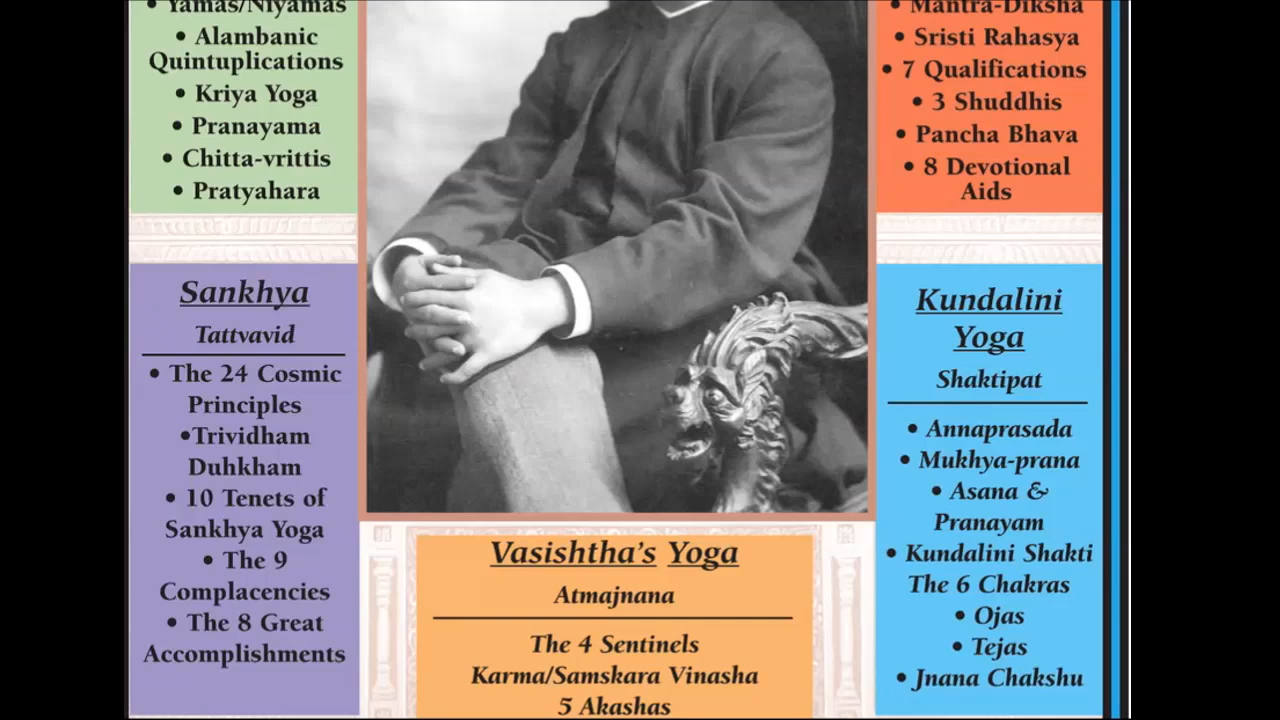 • Yamas/Niyamas
• Alambanic
Quintuplications
• Kriya Yoga
• Pranayama
• Chitta-vrittis
• Pratyahara
• Mantra-Diksha
• Sristi Rahasya
• 7 Qualifications
• 3 Shuddhis
• Pancha Bhava
• 8 Devotional
Aids
Sankhya
Tattvavid
• The 24 Cosmic
Principles
•Trividham
Duhkham
• 10 Tenets of
Sankhya Yoga
• The 9
Complacencies
• The 8 Great
Accomplishments
Vasishtha's Yoga
Atmajnana
The 4 Sentinels
Karma/Samskara Vinasha
5 Akashas
Kundalini
Yoga
Shaktipat
• Annaprasada
• Mukhya-prana
• Asana &
Pranayam
• Kundalini Shakti
The 6 Chakras
• Ojas
• Tejas
• Jnana Chakshu